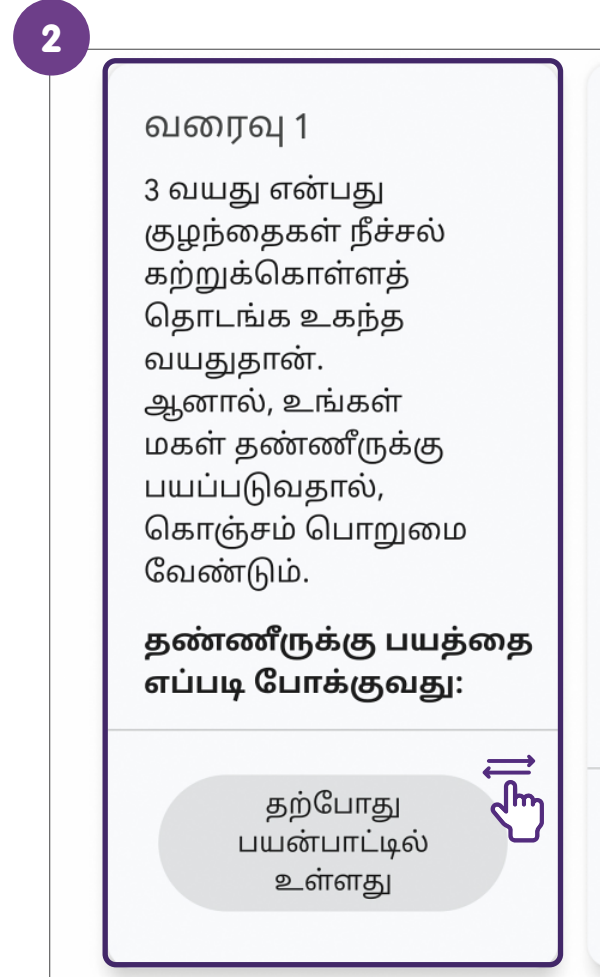 2
வரைவு 1
3 வயது என்பது
குழந்தைகள் நீச்சல்
கற்றுக்கொள்ளத்
தொடங்க உகந்த
வயதுதான்.
ஆனால், உங்கள்
மகள் தண்ணீருக்கு
பயப்படுவதால்,
கொஞ்சம் பொறுமை
வேண்டும்.
தண்ணீருக்கு பயத்தை
எப்படி போக்குவது:
தற்போது
பயன்பாட்டில்
உள்ளது